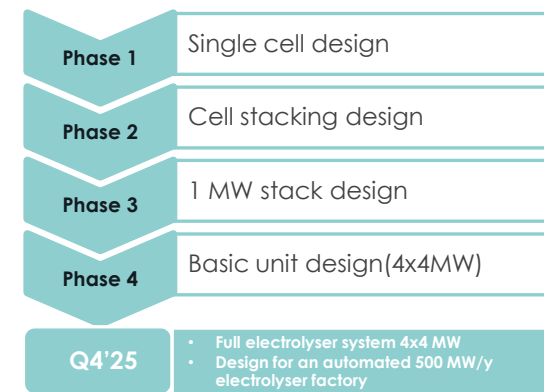 Phase 1
Single cell design
Phase 2
Cell stacking design
Phase 3
1 MW stack design
Phase 4
Basic unit design(4x4MW)
Q4’25
• Full electrolyser system 4x4 MW
• Design for an automated 500 MW/y
electrolyser factory